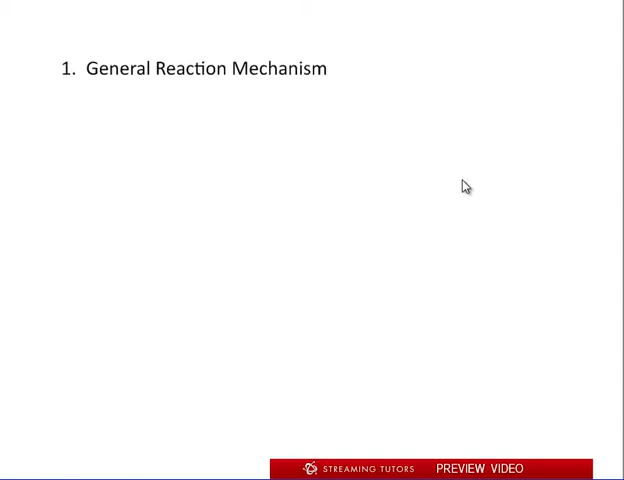 1. General Reaction Mechanism
STREAMING TUTORS PREVIEW VIDEO